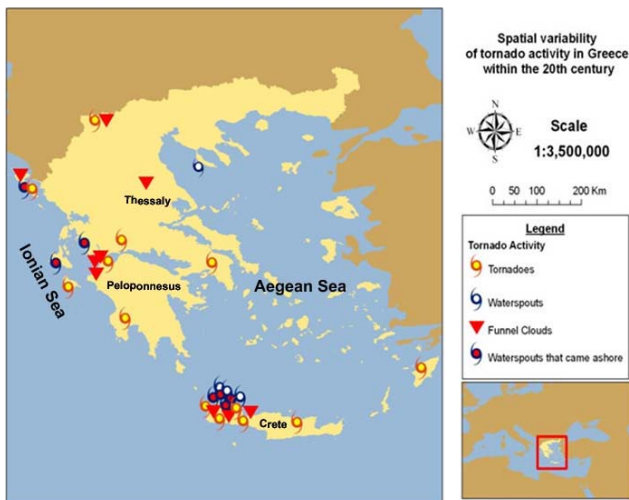 Spatial variability
of tornado activity in Greece
within the 20th century
N
W E
S
Scale
1:3,500,000
0 50 100 200 Km
Legend
Tornado Activity
Tornadoes
Waterspouts
Funnel Clouds
Waterspouts that came ashore
Thessaly
Ionian Sea
Peloponnesus
Aegean Sea
Crete